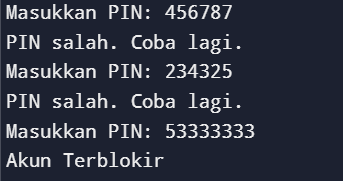 Masukkan PIN: 456787
PIN salah. Coba lagi.
Masukkan PIN: 234325
PIN salah. Coba lagi.
Masukkan PIN: 53333333
Akun Terblokir